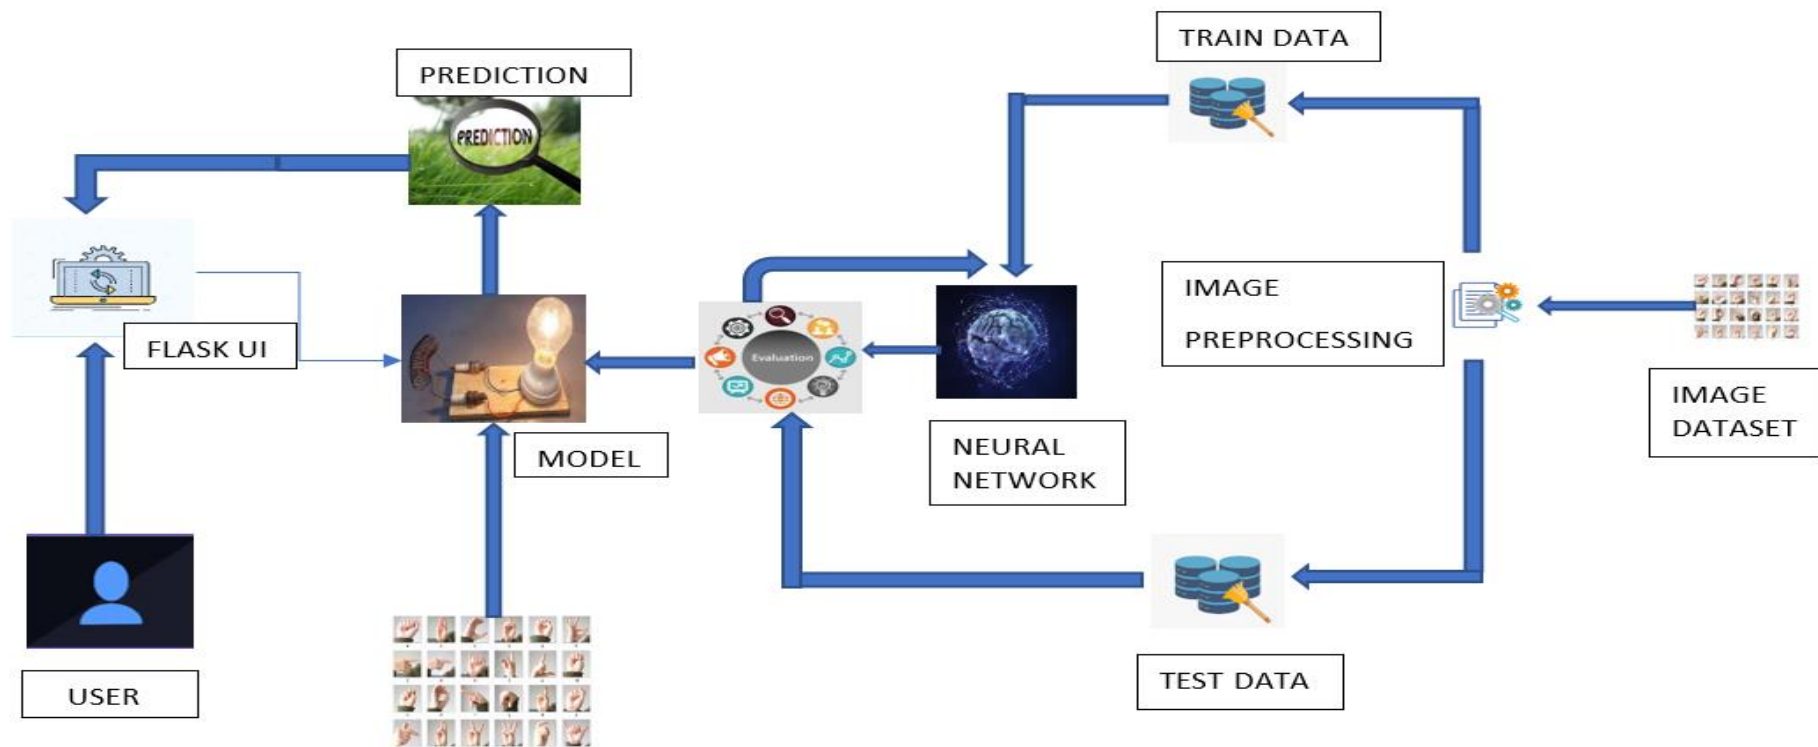 TRAIN DATA
PREDICTION
PREDICTION
IMAGE
PREPROCESSING
FLASK UI
Evaluation
IMAGE
DATASET
MODEL
NEURAL
NETWORK
USER
TEST DATA